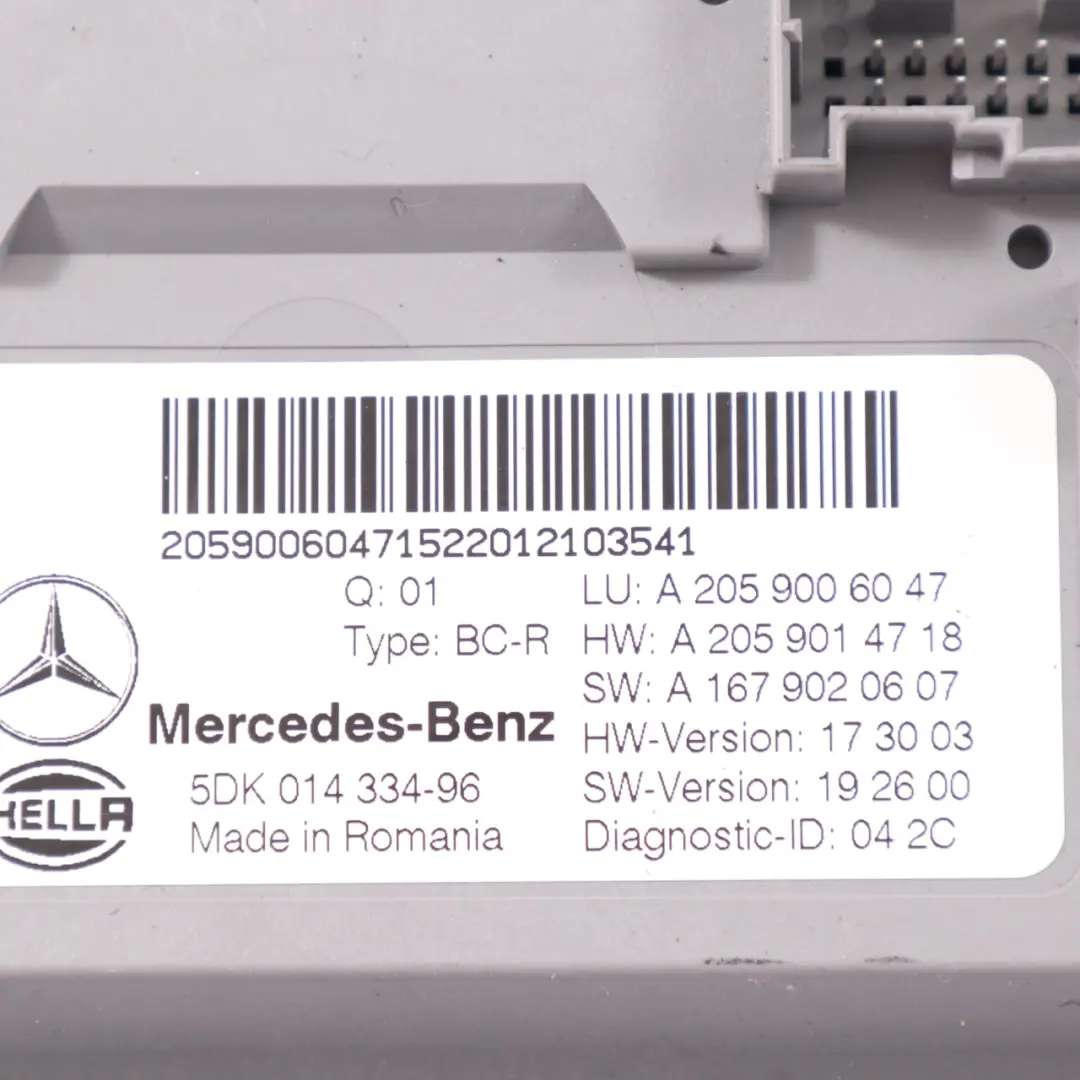 20590060471522012103541
Q: 01
LU: A 205 900 60 47
Type: BC-R
HW: A 205 901 47 18
SW: A 167 902 06 07
Mercedes-Benz
HW-Version: 17 30 03
HELLA
5DK 014 334-96
SW-Version: 19 26 00
Made in Romania
Diagnostic-ID: 04 2C